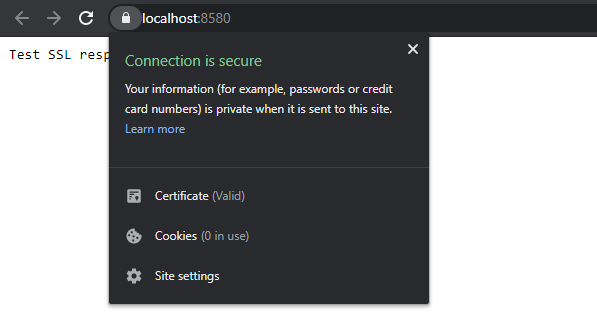 localhost:8580
Test SSL resp
Connection is secure
Your information (for example, passwords or credit
card numbers) is private when it is sent to this site.
Learn more
Certificate (Valid)
Cookies (0 in use)
Site settings